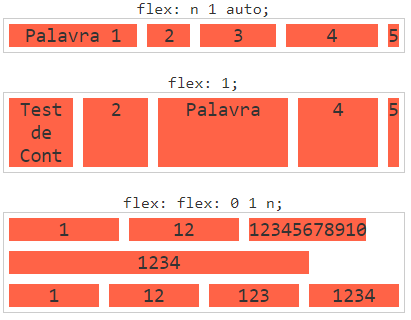 flex: n 1 auto;
Palavra 1 2 3 4 5
flex: 1;
Test 2 Palavra 4 5
de
Cont
flex: flex: 0 1 n;
1 12 12345678910
1234
1 12 123 1234